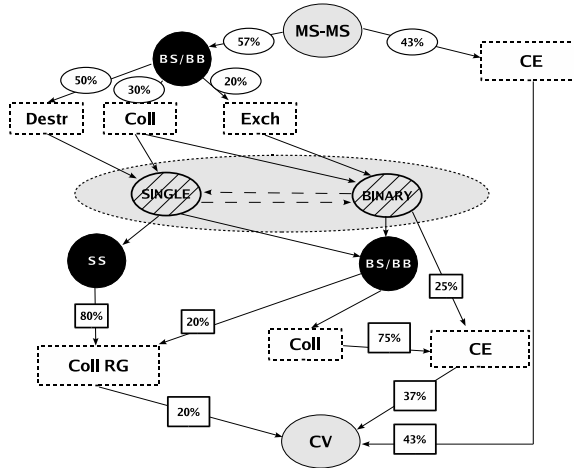 MS-MS
57%
43%
BS/BB
CE
50%
30%
20%
Destr
Coll
Exch
SINGLE
BINARY
SS
BS/BB
25%
80%
20%
Coll
75%
CE
Coll RG
37%
20%
CV
43%